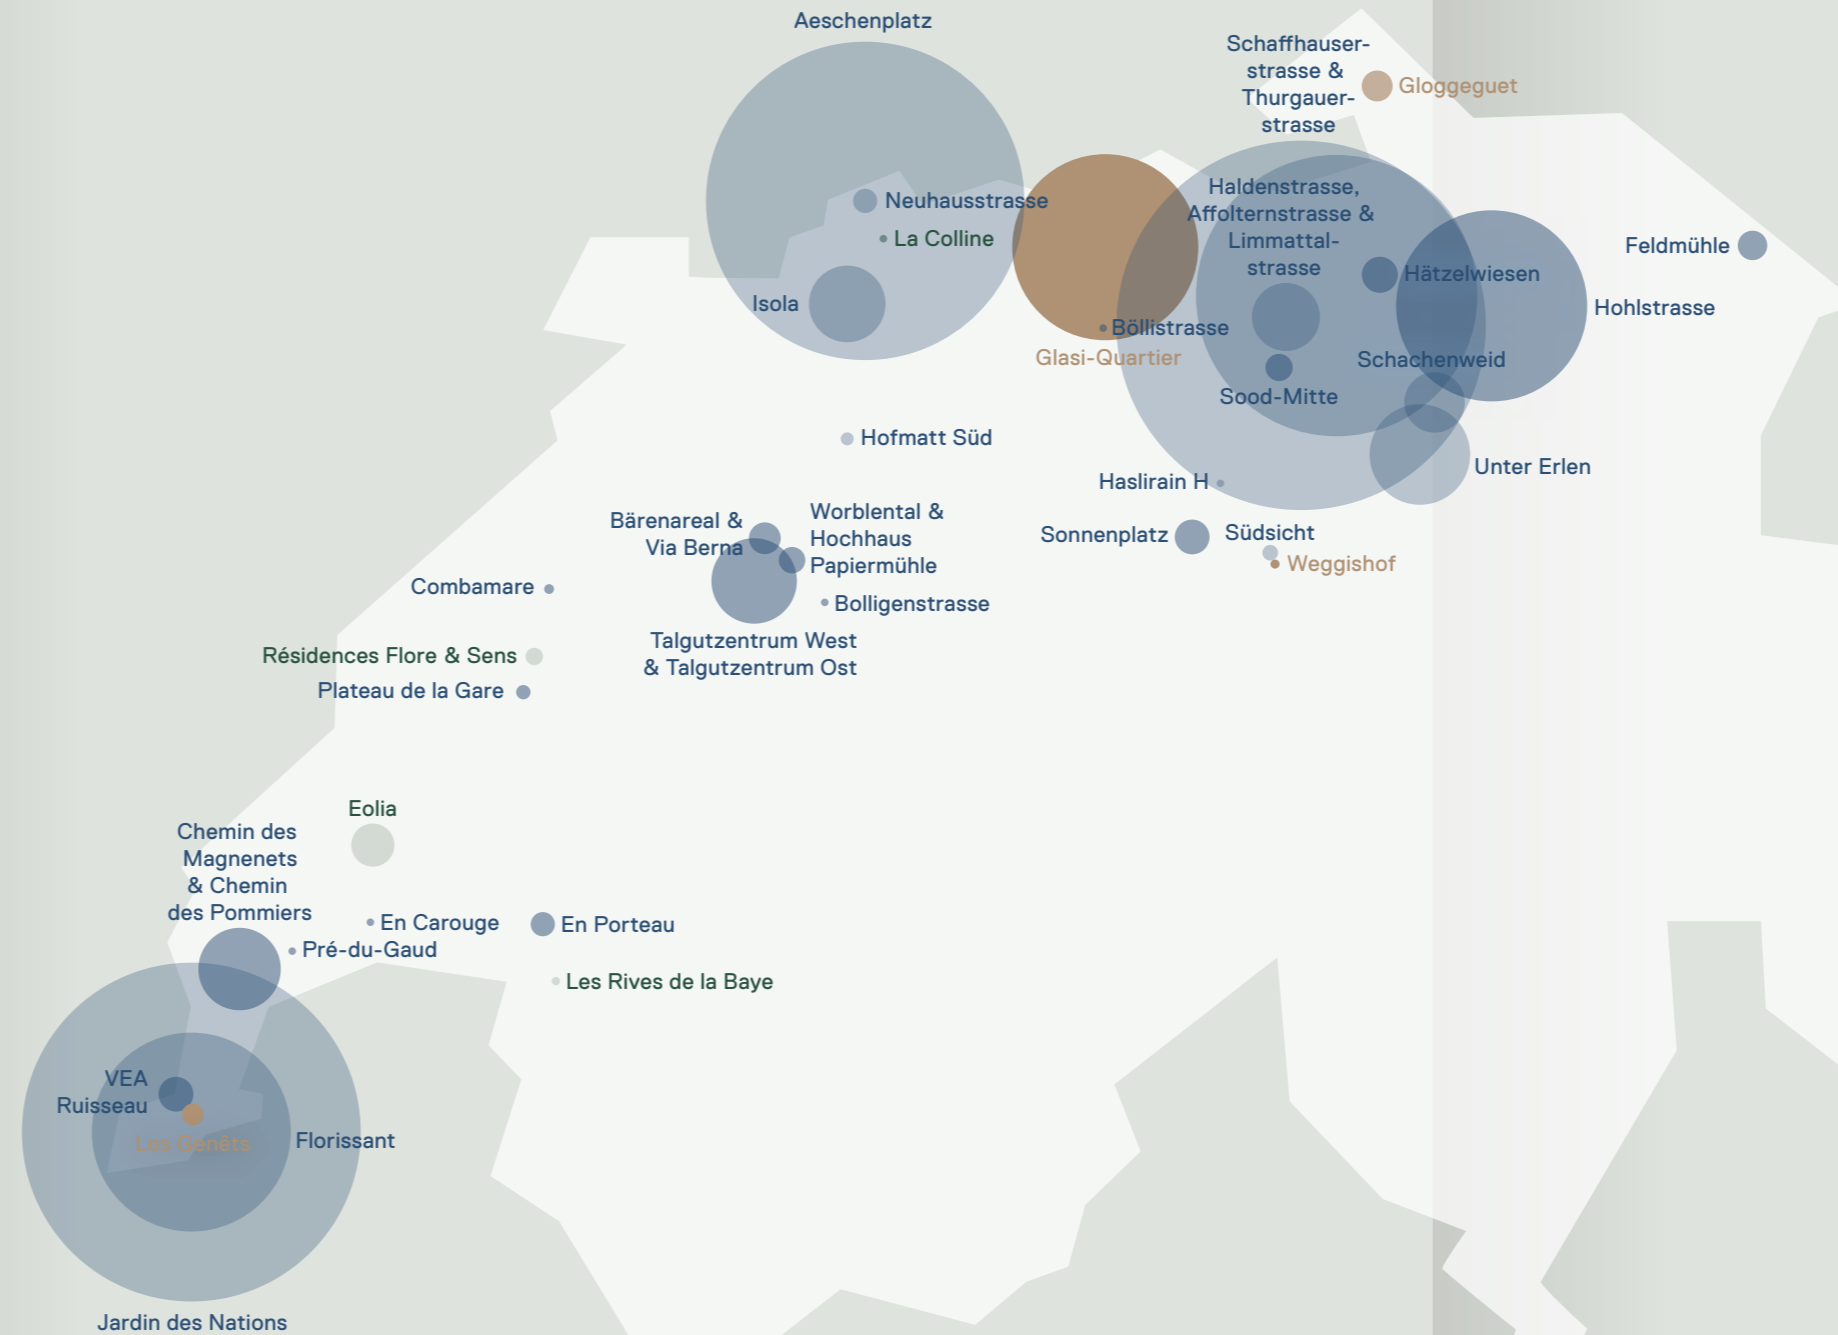 Aeschenplatz
Schaffhauser-
strasse &
Thurgauer-
strasse
Gloggeguet
Haldenstrasse,
Affolternstrasse &
Limmattal-
strasse
Neuhausstrasse
La Colline
Isola
Böllistrasse
Glasi-Quartier
Hätzelwiesen
Feldmühle
Hohlstrasse
Schachenweid
Sood-Mitte
Hofmatt Süd
Unter Erlen
Haslirain H
Sonnenplatz
Südsicht
Weggishof
Bärenareal &
Via Berna
Worblental &
Hochhaus
Papiermühle
Bolligenstrasse
Talgutzentrum West
& Talgutzentrum Ost
Combamare
Résidences Flore & Sens
Plateau de la Gare
Eolia
Chemin des
Magnenets
& Chemin
des Pommiers
En Carouge
En Porteau
Pré-du-Gaud
Les Rives de la Baye
VEA
Ruisseau
Les Genêts
Florissant
Jardin des Nations